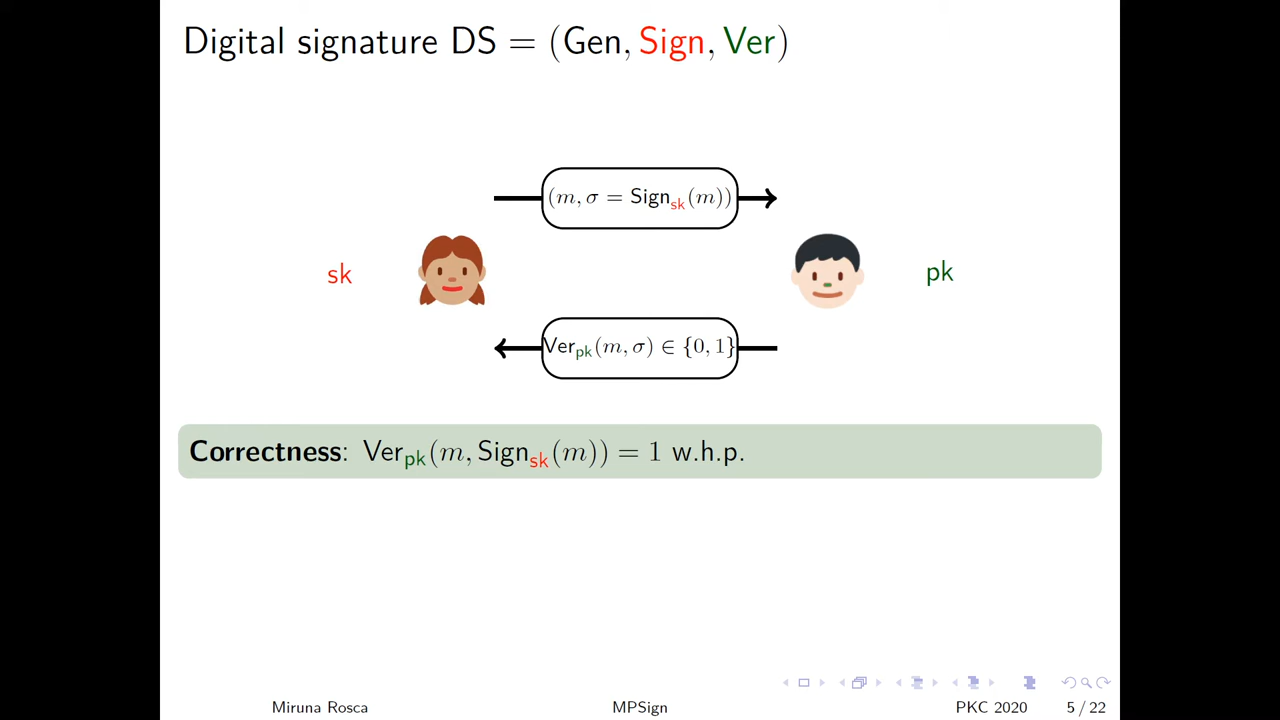 Digital signature DS = (Gen, Sign, Ver)
(m, σ = Sign_sk(m))
sk
pk
Ver_pk(m, σ) ∈ {0, 1}
Correctness: Ver_pk(m, Sign_sk(m)) = 1 w.h.p.
Miruna Rosca MPSign PKC 2020 5 / 22